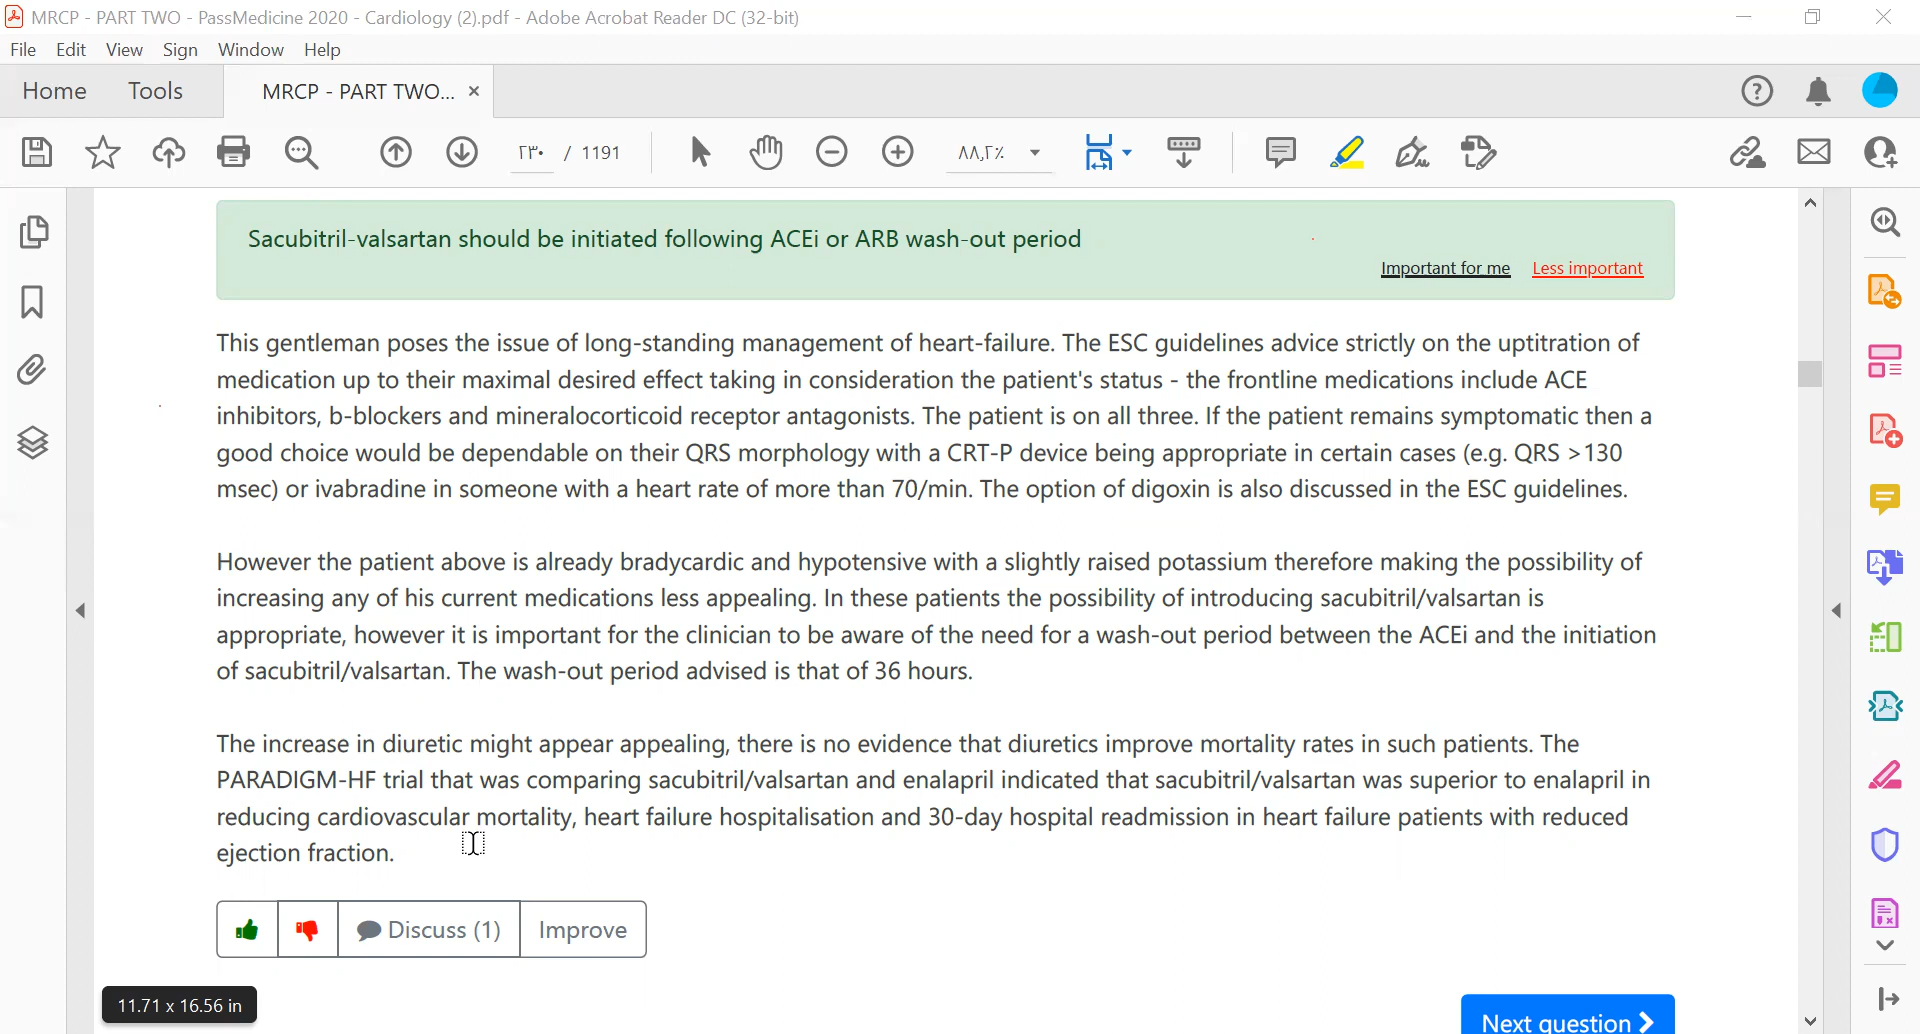 MRCP - PART TWO - PassMedicine 2020 - Cardiology (2).pdf - Adobe Acrobat Reader DC (32-bit)
File Edit View Sign Window Help
Home Tools MRCP - PART TWO...
٢٣٠ / 1191 ٨٨,٢٪
Sacubitril-valsartan should be initiated following ACEi or ARB wash-out period
Important for me Less important
This gentleman poses the issue of long-standing management of heart-failure. The ESC guidelines advice strictly on the uptitration of
medication up to their maximal desired effect taking in consideration the patient's status - the frontline medications include ACE
inhibitors, b-blockers and mineralocorticoid receptor antagonists. The patient is on all three. If the patient remains symptomatic then a
good choice would be dependable on their QRS morphology with a CRT-P device being appropriate in certain cases (e.g. QRS >130
msec) or ivabradine in someone with a heart rate of more than 70/min. The option of digoxin is also discussed in the ESC guidelines.
However the patient above is already bradycardic and hypotensive with a slightly raised potassium therefore making the possibility of
increasing any of his current medications less appealing. In these patients the possibility of introducing sacubitril/valsartan is
appropriate, however it is important for the clinician to be aware of the need for a wash-out period between the ACEi and the initiation
of sacubitril/valsartan. The wash-out period advised is that of 36 hours.
The increase in diuretic might appear appealing, there is no evidence that diuretics improve mortality rates in such patients. The
PARADIGM-HF trial that was comparing sacubitril/valsartan and enalapril indicated that sacubitril/valsartan was superior to enalapril in
reducing cardiovascular mortality, heart failure hospitalisation and 30-day hospital readmission in heart failure patients with reduced
ejection fraction.
Discuss (1) Improve
11.71 x 16.56 in
Next question